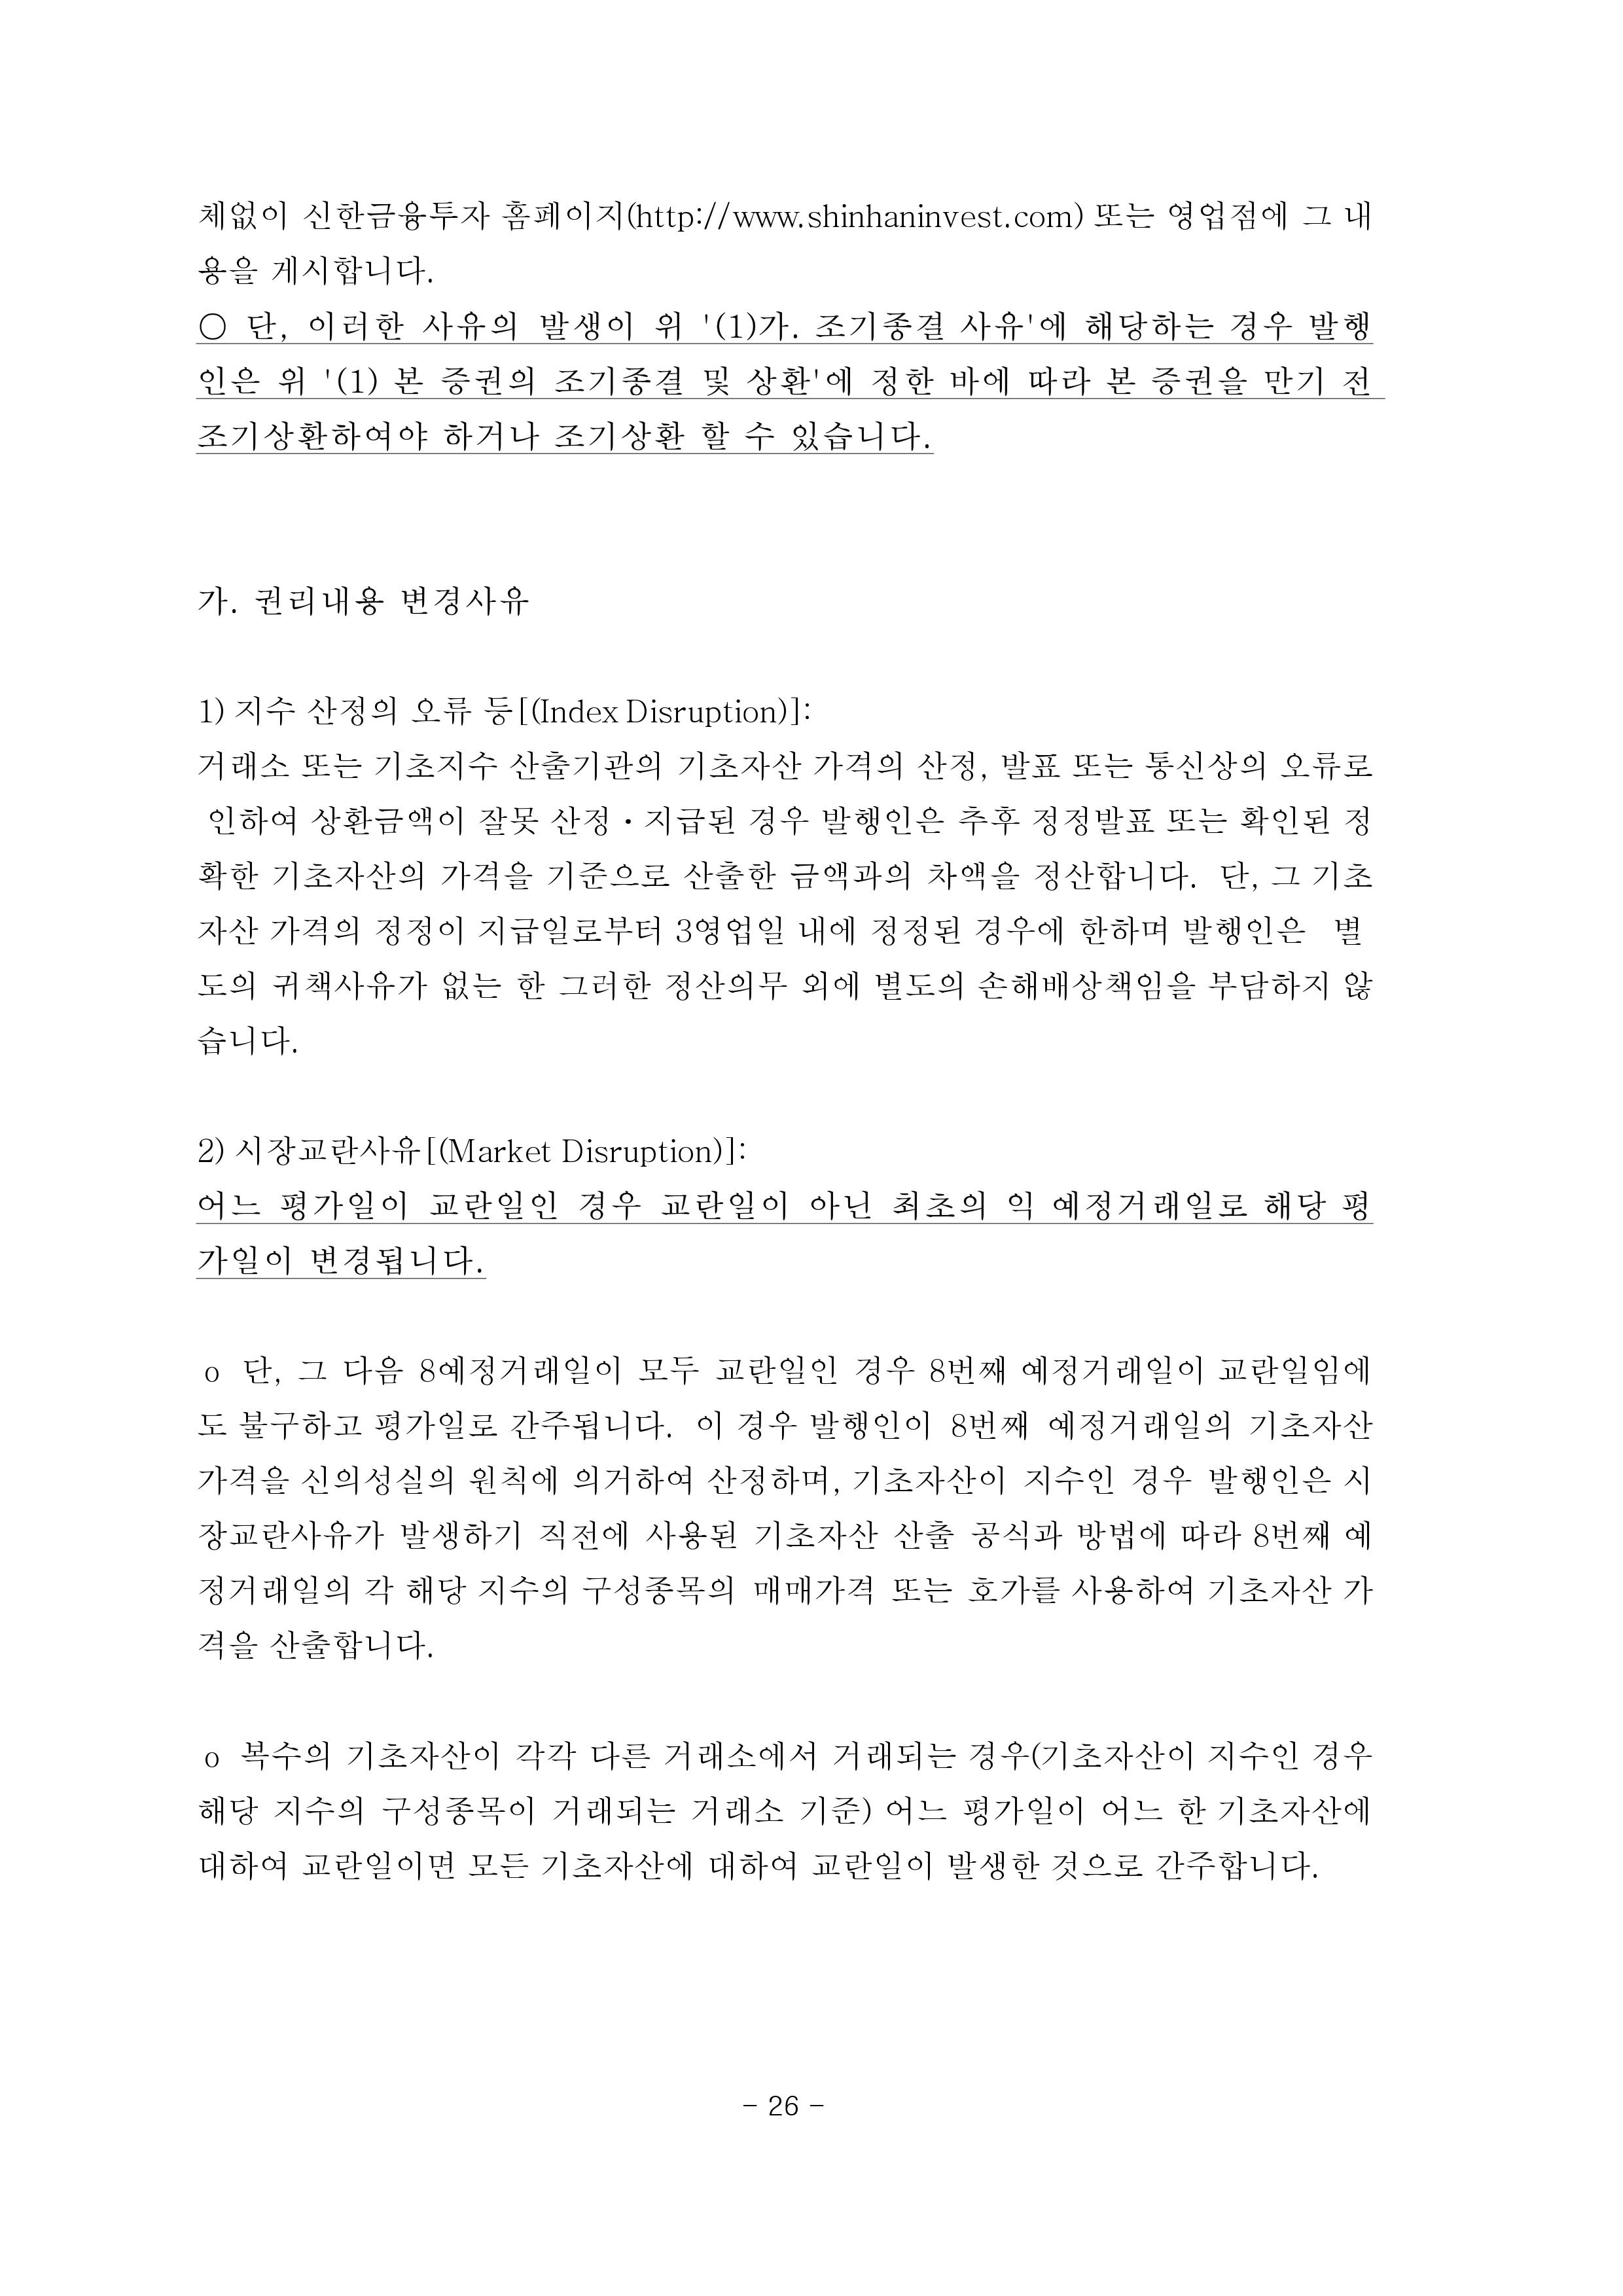 체없이 신한금융투자 홈페이지(http://www.shinhaninvest.com) 또는 영업점에 그 내
용을 게시합니다.
○ 단, 이러한 사유의 발생이 위 '(1)가. 조기종결 사유'에 해당하는 경우 발행
인은 위 '(1) 본 증권의 조기종결 및 상환'에 정한 바에 따라 본 증권을 만기 전
조기상환하여야 하거나 조기상환 할 수 있습니다.
가. 권리내용 변경사유
1) 지수 산정의 오류 등[(Index Disruption)]:
거래소 또는 기초지수 산출기관의 기초자산 가격의 산정, 발표 또는 통신상의 오류로
인하여 상환금액이 잘못 산정・지급된 경우 발행인은 추후 정정발표 또는 확인된 정
확한 기초자산의 가격을 기준으로 산출한 금액과의 차액을 정산합니다. 단, 그 기초
자산 가격의 정정이 지급일로부터 3영업일 내에 정정된 경우에 한하며 발행인은 별
도의 귀책사유가 없는 한 그러한 정산의무 외에 별도의 손해배상책임을 부담하지 않
습니다.
2) 시장교란사유[(Market Disruption)]:
어느 평가일이 교란일인 경우 교란일이 아닌 최초의 익 예정거래일로 해당 평
가일이 변경됩니다.
o 단, 그 다음 8예정거래일이 모두 교란일인 경우 8번째 예정거래일이 교란일임에
도 불구하고 평가일로 간주됩니다. 이 경우 발행인이 8번째 예정거래일의 기초자산
가격을 신의성실의 원칙에 의거하여 산정하며, 기초자산이 지수인 경우 발행인은 시
장교란사유가 발생하기 직전에 사용된 기초자산 산출 공식과 방법에 따라 8번째 예
정거래일의 각 해당 지수의 구성종목의 매매가격 또는 호가를 사용하여 기초자산 가
격을 산출합니다.
o 복수의 기초자산이 각각 다른 거래소에서 거래되는 경우(기초자산이 지수인 경우
해당 지수의 구성종목이 거래되는 거래소 기준) 어느 평가일이 어느 한 기초자산에
대하여 교란일이면 모든 기초자산에 대하여 교란일이 발생한 것으로 간주합니다.
- 26 -